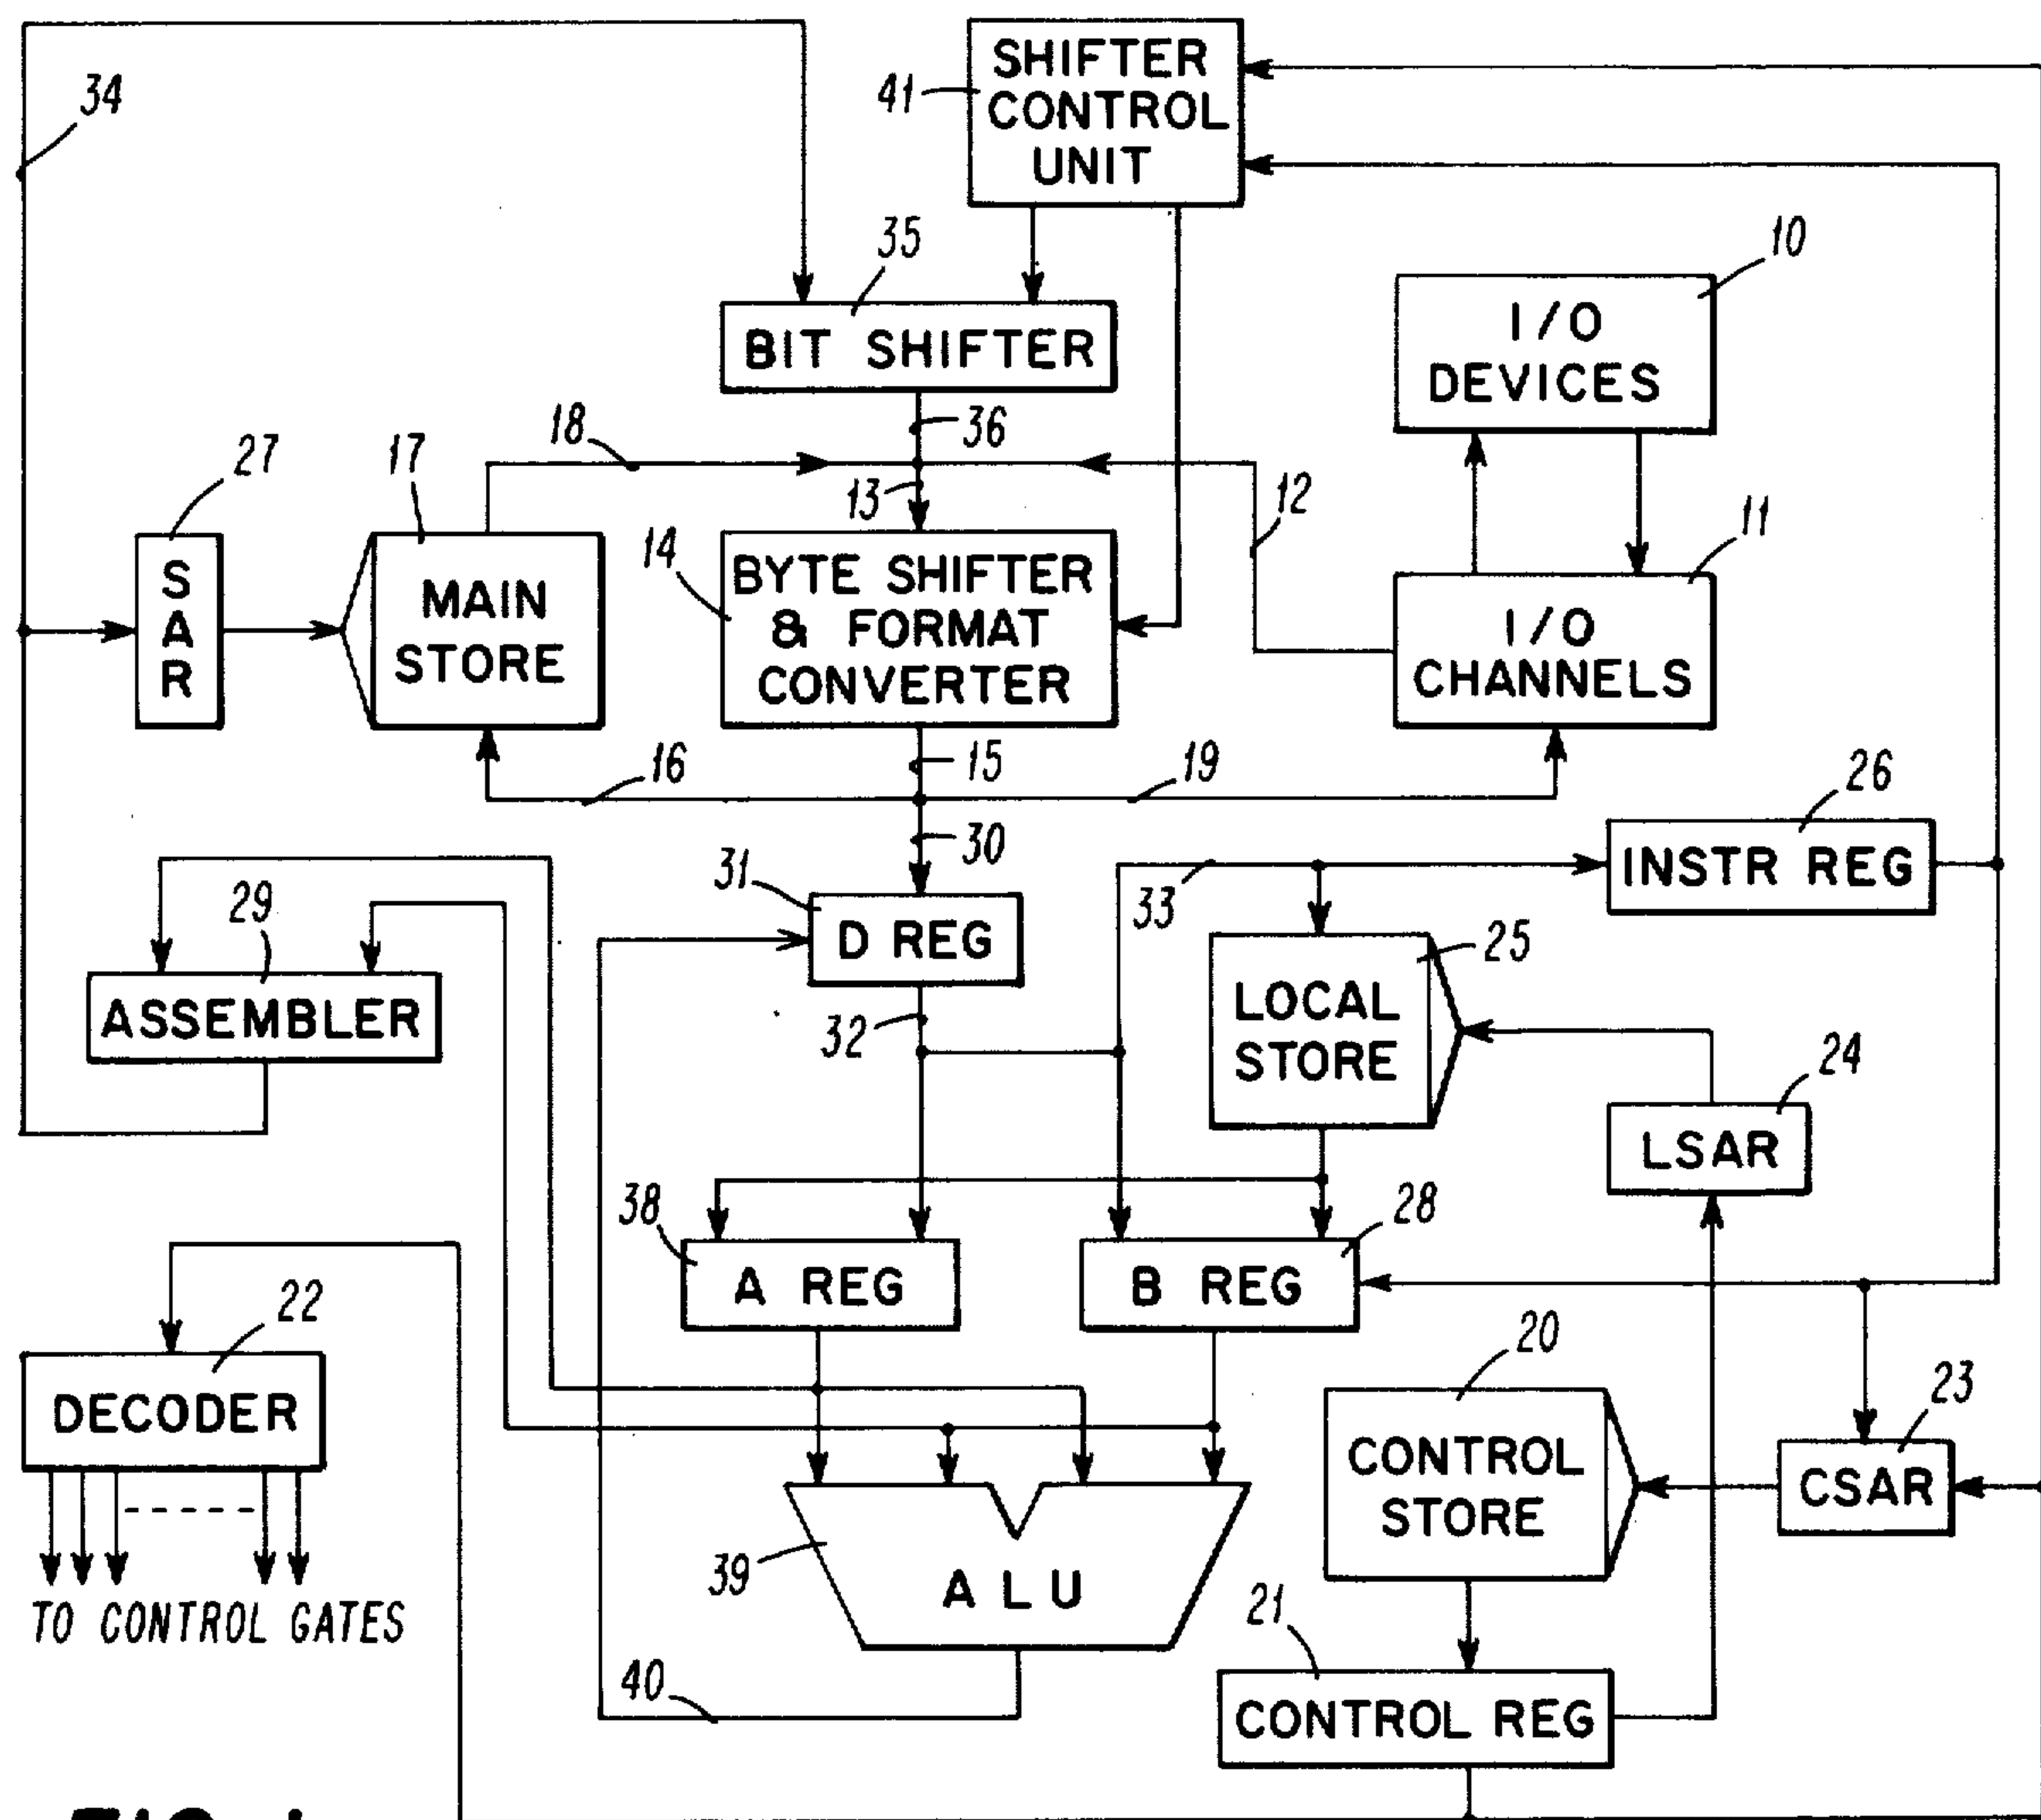 34
41
SHIFTER
CONTROL
UNIT
35
BIT SHIFTER
10
I/O
DEVICES
36
18
27
17
13
12
11
SAR
MAIN
STORE
14
BYTE SHIFTER
& FORMAT
CONVERTER
I/O
CHANNELS
16
15
19
26
30
INSTR REG
31
33
29
D REG
25
ASSEMBLER
32
LOCAL
STORE
24
LSAR
38
28
A REG
B REG
22
20
23
DECODER
CONTROL
STORE
CSAR
39
ALU
TO CONTROL GATES
21
40
CONTROL REG